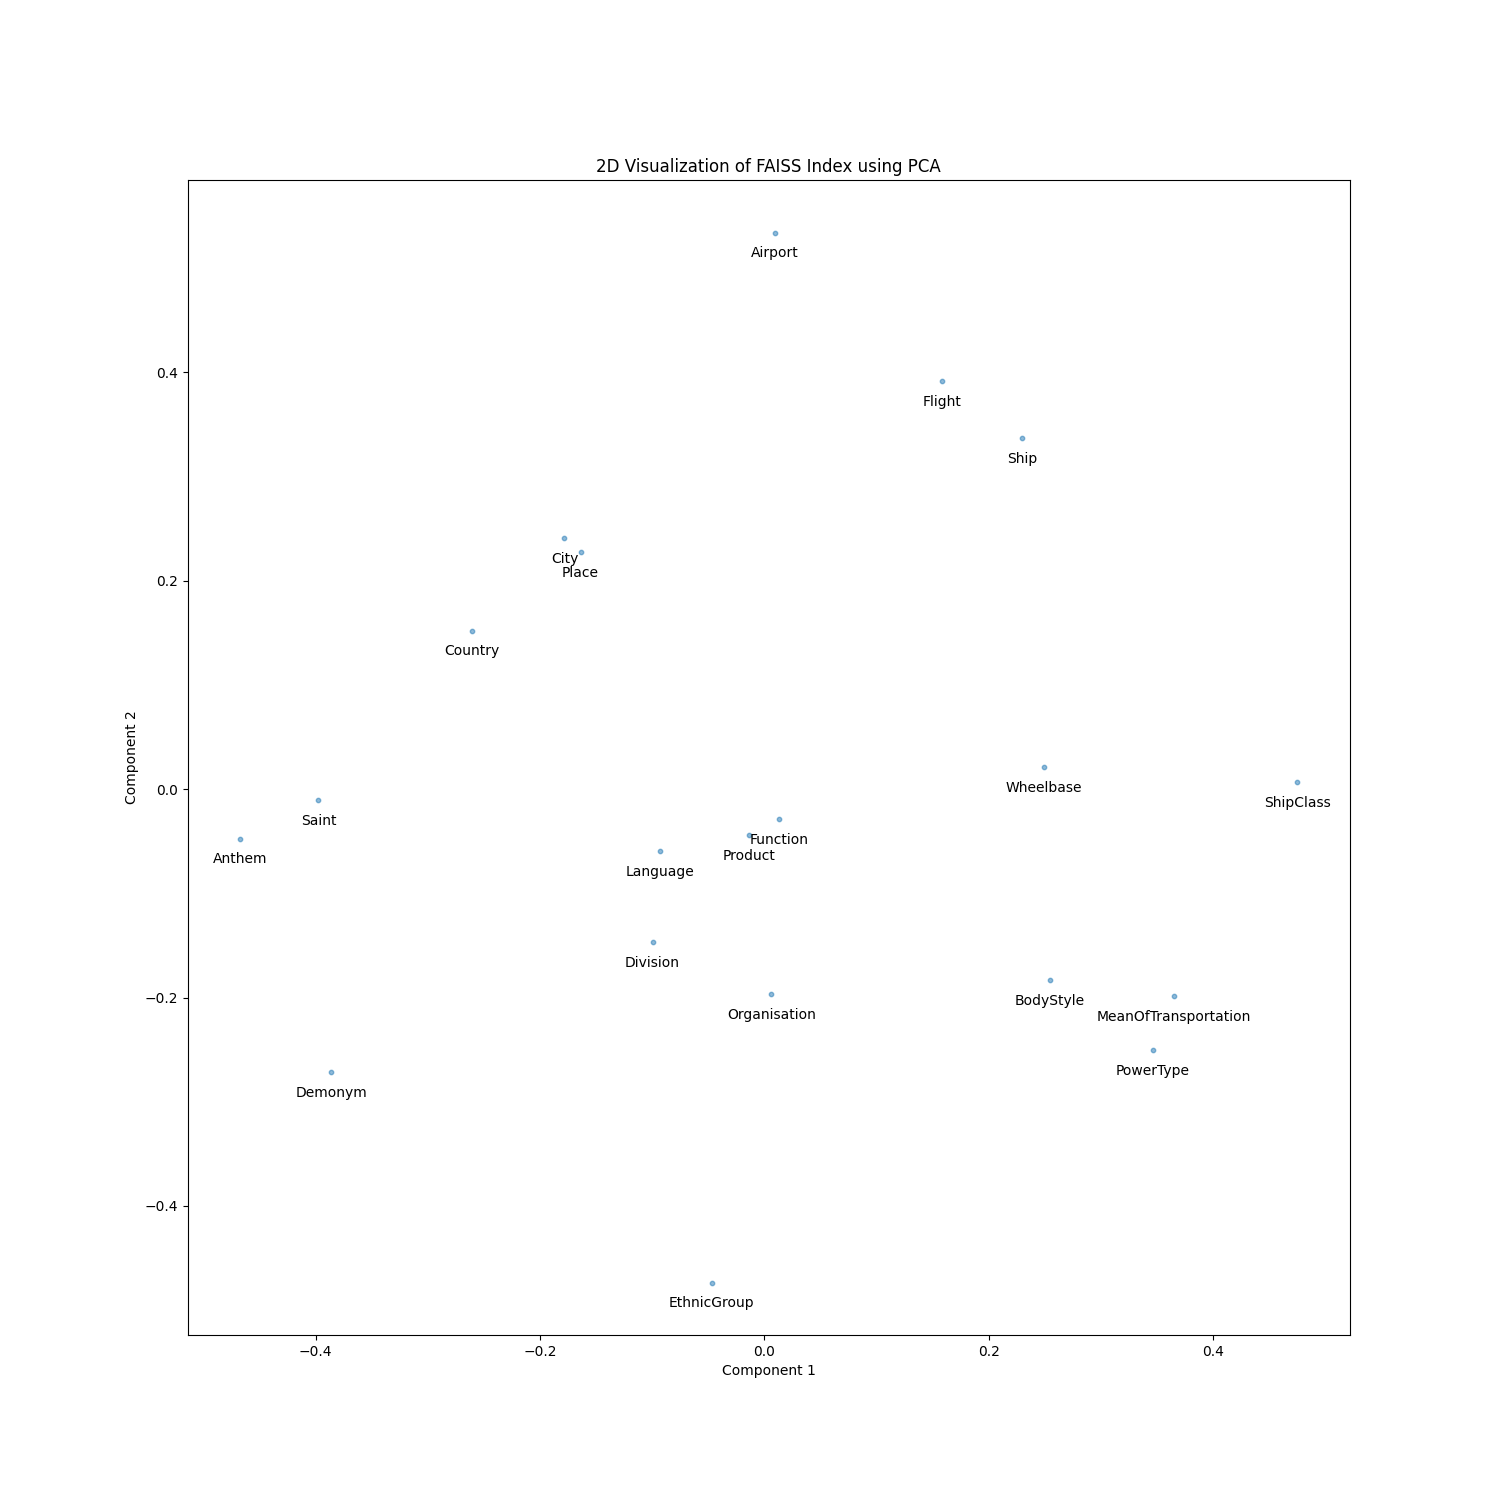 2D Visualization of FAISS Index using PCA
Airport
0.4
Flight
Ship
City
Place
0.2
Country
Component 2
0.0
Wheelbase
ShipClass
Saint
Function
Anthem
Product
Language
Division
−0.2
BodyStyle
Organisation
MeanOfTransportation
PowerType
Demonym
−0.4
EthnicGroup
−0.4 −0.2 0.0 0.2 0.4
Component 1